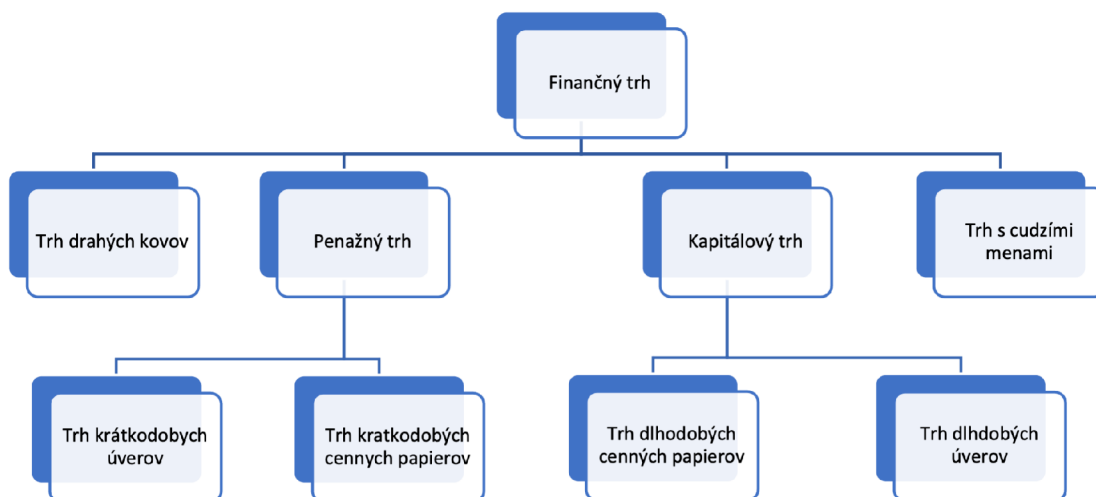 Finančný trh
Trh drahých kovov
Penažný trh
Kapitálový trh
Trh s cudzími
menami
Trh krátkodobych
úverov
Trh kratkodobých
cennych papierov
Trh dlhodobých
cenných papierov
Trh dlhdobých
úverov